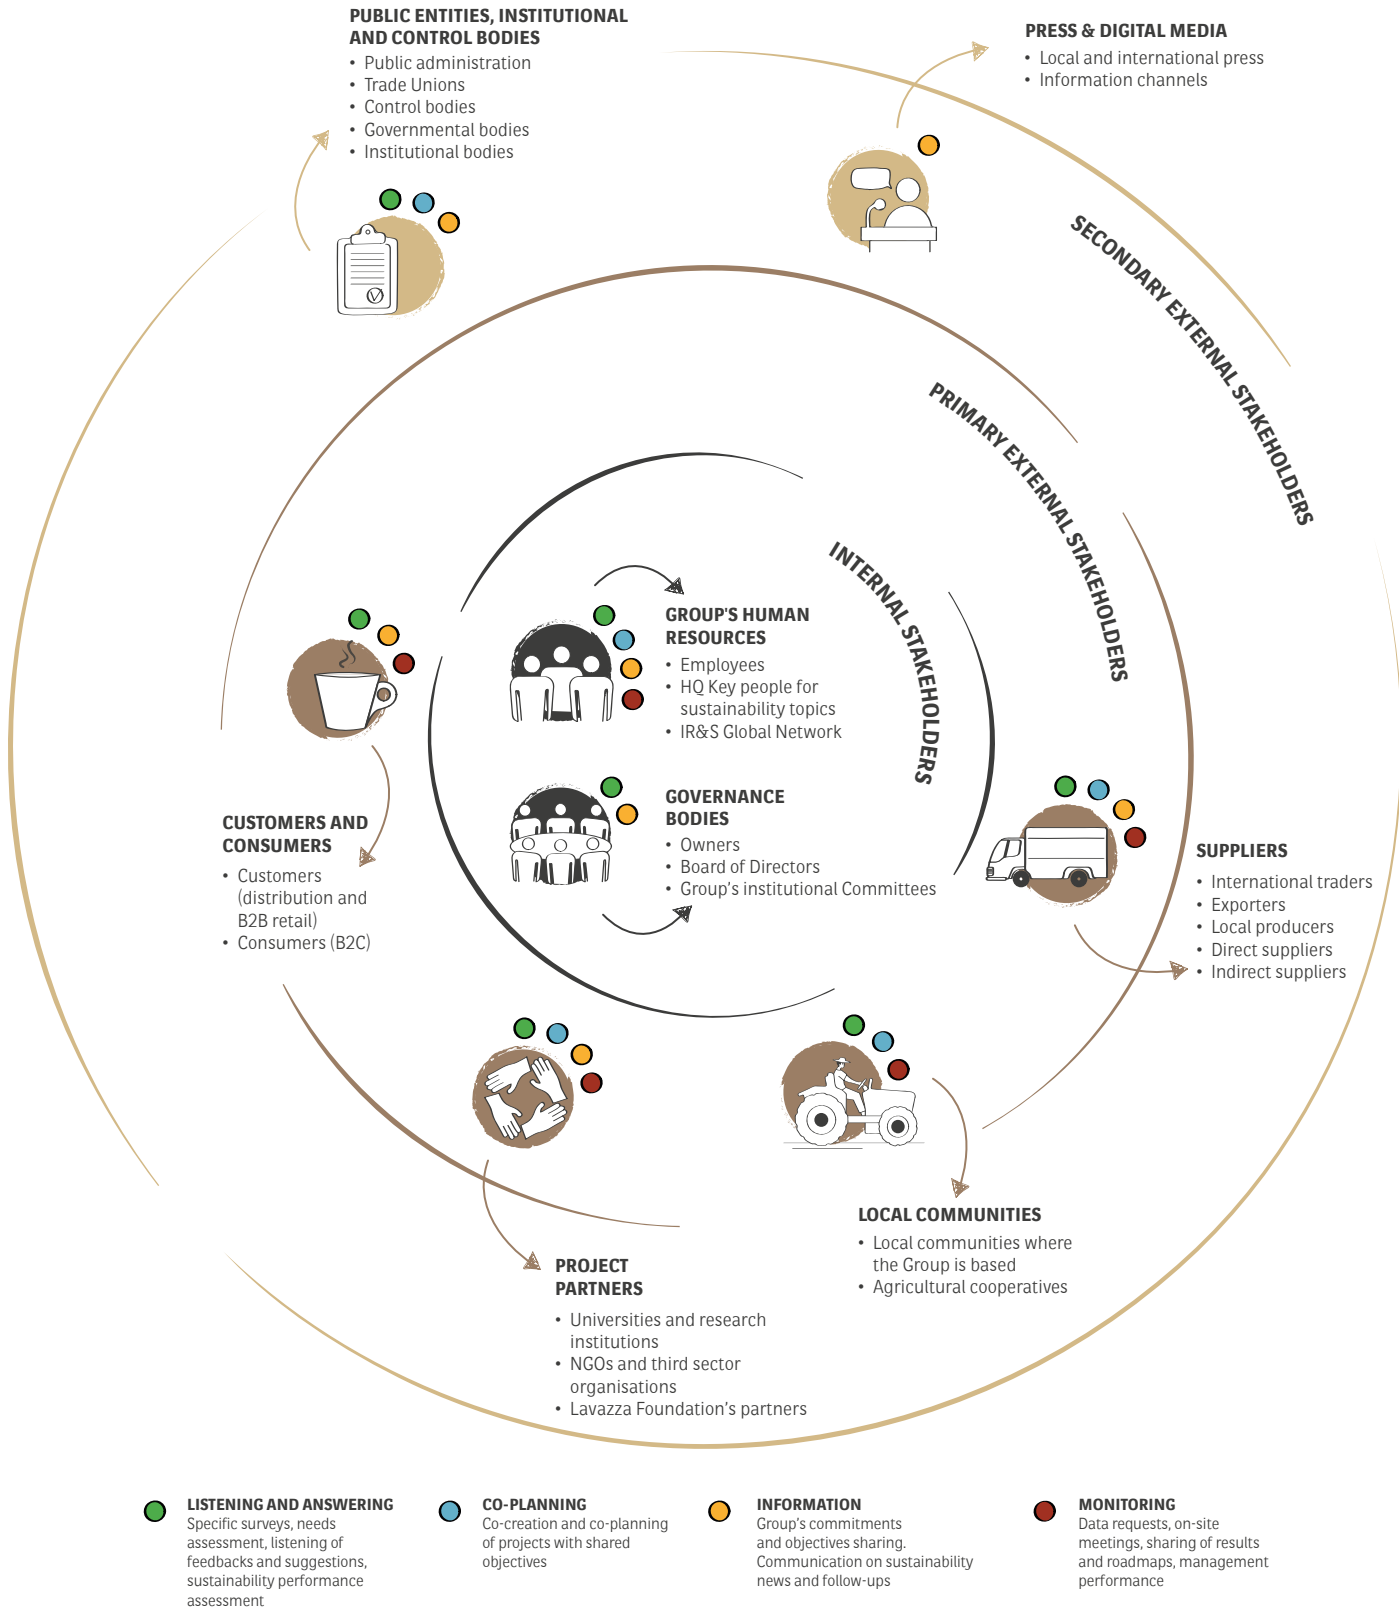 PUBLIC ENTITIES, INSTITUTIONAL
AND CONTROL BODIES
• Public administration
• Trade Unions
• Control bodies
• Governmental bodies
• Institutional bodies
PRESS & DIGITAL MEDIA
• Local and international press
• Information channels
SECONDARY EXTERNAL STAKEHOLDERS
PRIMARY EXTERNAL STAKEHOLDERS
INTERNAL STAKEHOLDERS
GROUP'S HUMAN
RESOURCES
• Employees
• HQ Key people for
sustainability topics
• IR&S Global Network
GOVERNANCE
BODIES
• Owners
• Board of Directors
• Group's institutional Committees
CUSTOMERS AND
CONSUMERS
• Customers
(distribution and
B2B retail)
• Consumers (B2C)
SUPPLIERS
• International traders
• Exporters
• Local producers
• Direct suppliers
• Indirect suppliers
LOCAL COMMUNITIES
• Local communities where
the Group is based
• Agricultural cooperatives
PROJECT
PARTNERS
• Universities and research
institutions
• NGOs and third sector
organisations
• Lavazza Foundation's partners
LISTENING AND ANSWERING
Specific surveys, needs
assessment, listening of
feedbacks and suggestions,
sustainability performance
assessment
CO-PLANNING
Co-creation and co-planning
of projects with shared
objectives
INFORMATION
Group's commitments
and objectives sharing.
Communication on sustainability
news and follow-ups
MONITORING
Data requests, on-site
meetings, sharing of results
and roadmaps, management
performance